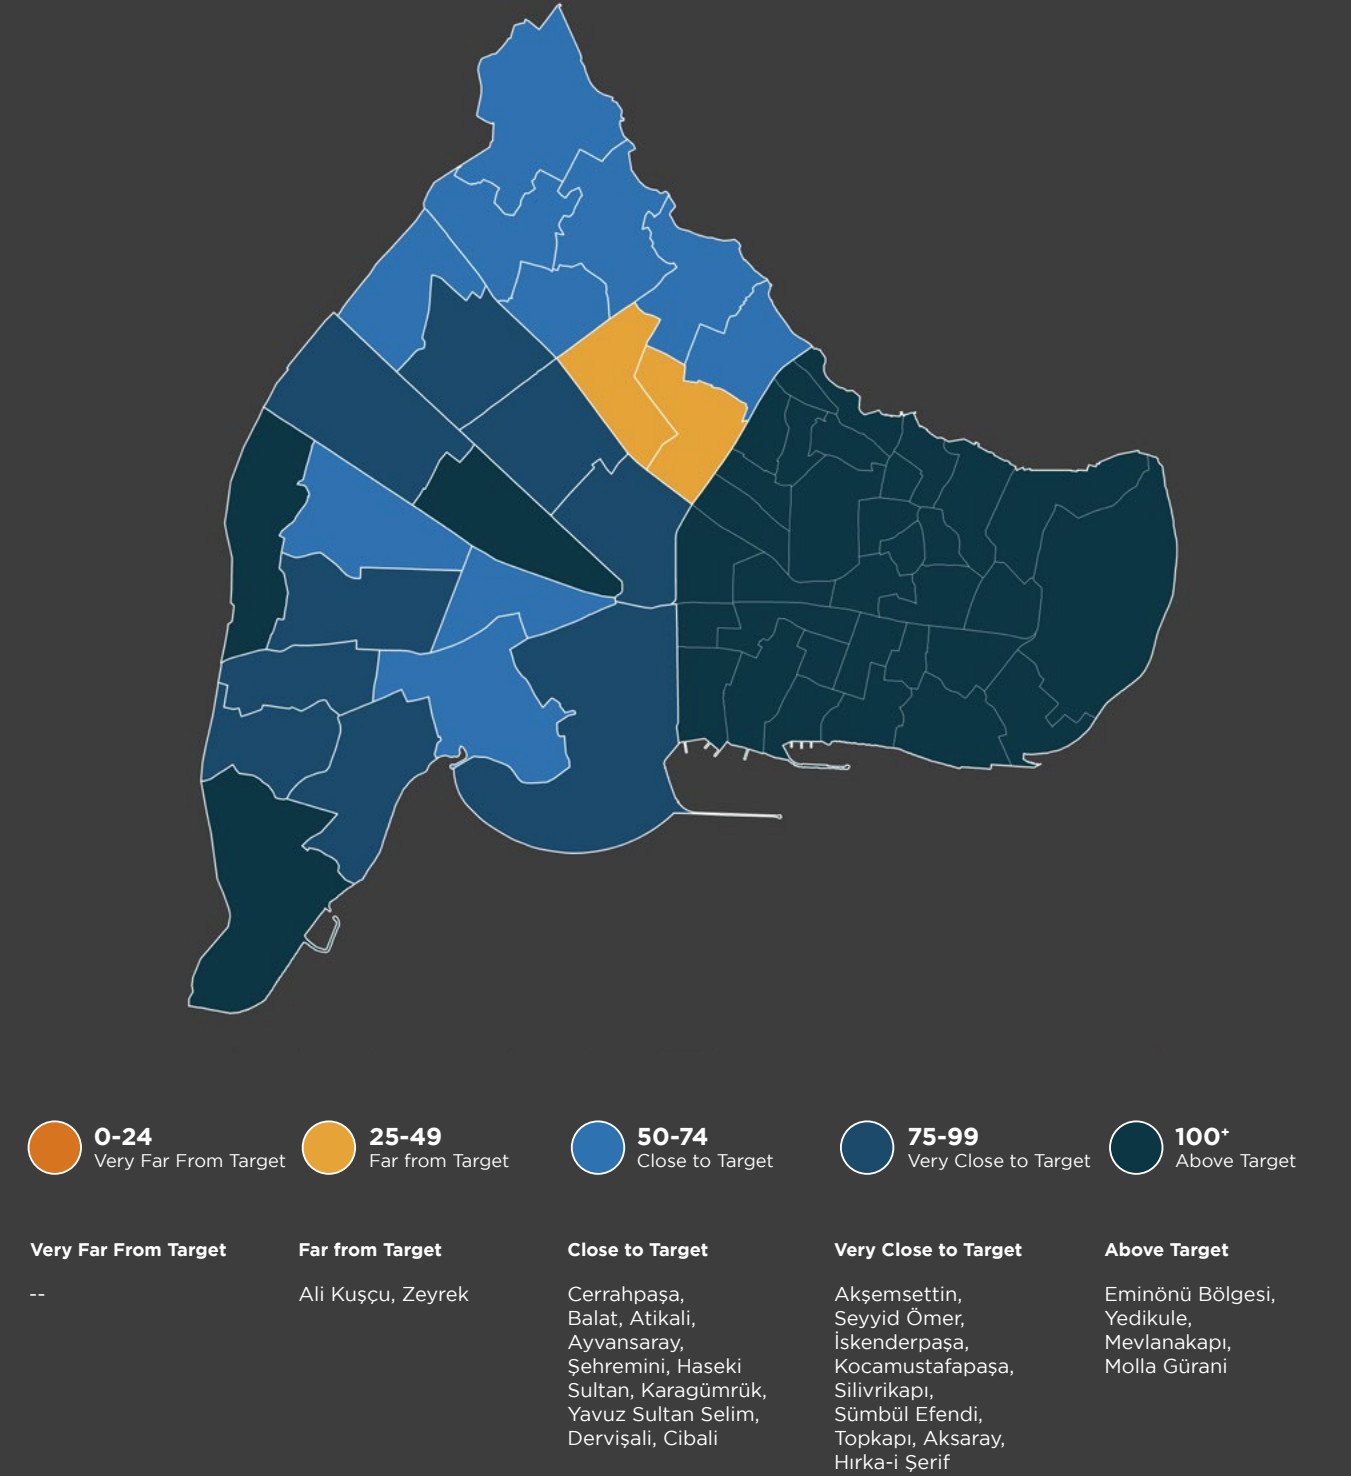 0-24
Very Far From Target
25-49
Far from Target
50-74
Close to Target
75-99
Very Close to Target
100+
Above Target
Very Far From Target
--
Far from Target
Ali Kuşçu, Zeyrek
Close to Target
Cerrahpaşa,
Balat, Atikali,
Ayvansaray,
Şehremini, Haseki
Sultan, Karagümrük,
Yavuz Sultan Selim,
Dervişali, Cibali
Very Close to Target
Akşemsettin,
Seyyid Ömer,
İskenderpaşa,
Kocamustafapaşa,
Silivrikapı,
Sümbül Efendi,
Topkapı, Aksaray,
Hırka-i Şerif
Above Target
Eminönü Bölgesi,
Yedikule,
Mevlanakapı,
Molla Gürani